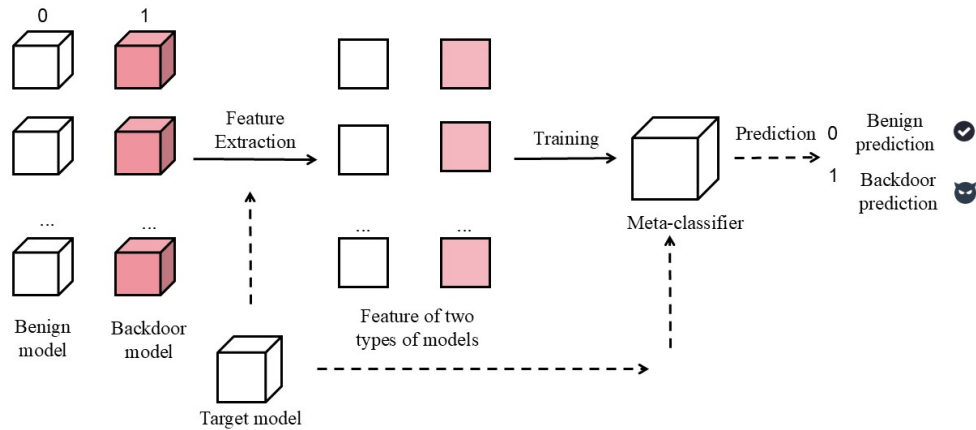 0
1
Feature
Extraction
Training
Prediction
0
Benign
prediction
1
Backdoor
prediction
...
...
...
...
Meta-classifier
Benign
model
Backdoor
model
Feature of two
types of models
Target model